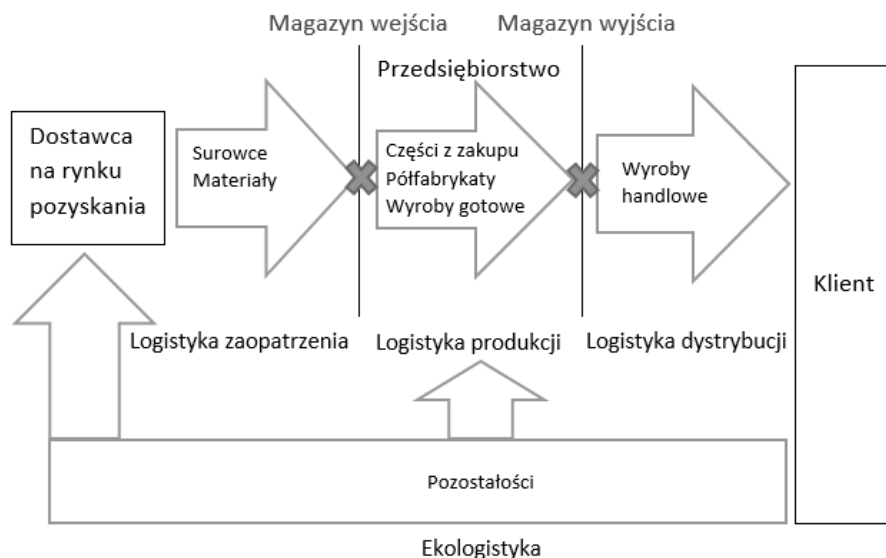 Magazyn wejścia
Magazyn wyjścia
Przedsiębiorstwo
Dostawca
na rynku
pozyskania
Surowce
Materiały
Części z zakupu
Półfabrykaty
Wyroby gotowe
Wyroby
handlowe
Klient
Logistyka zaopatrzenia
Logistyka produkcji
Logistyka dystrybucji
Pozostałości
Ekologistyka